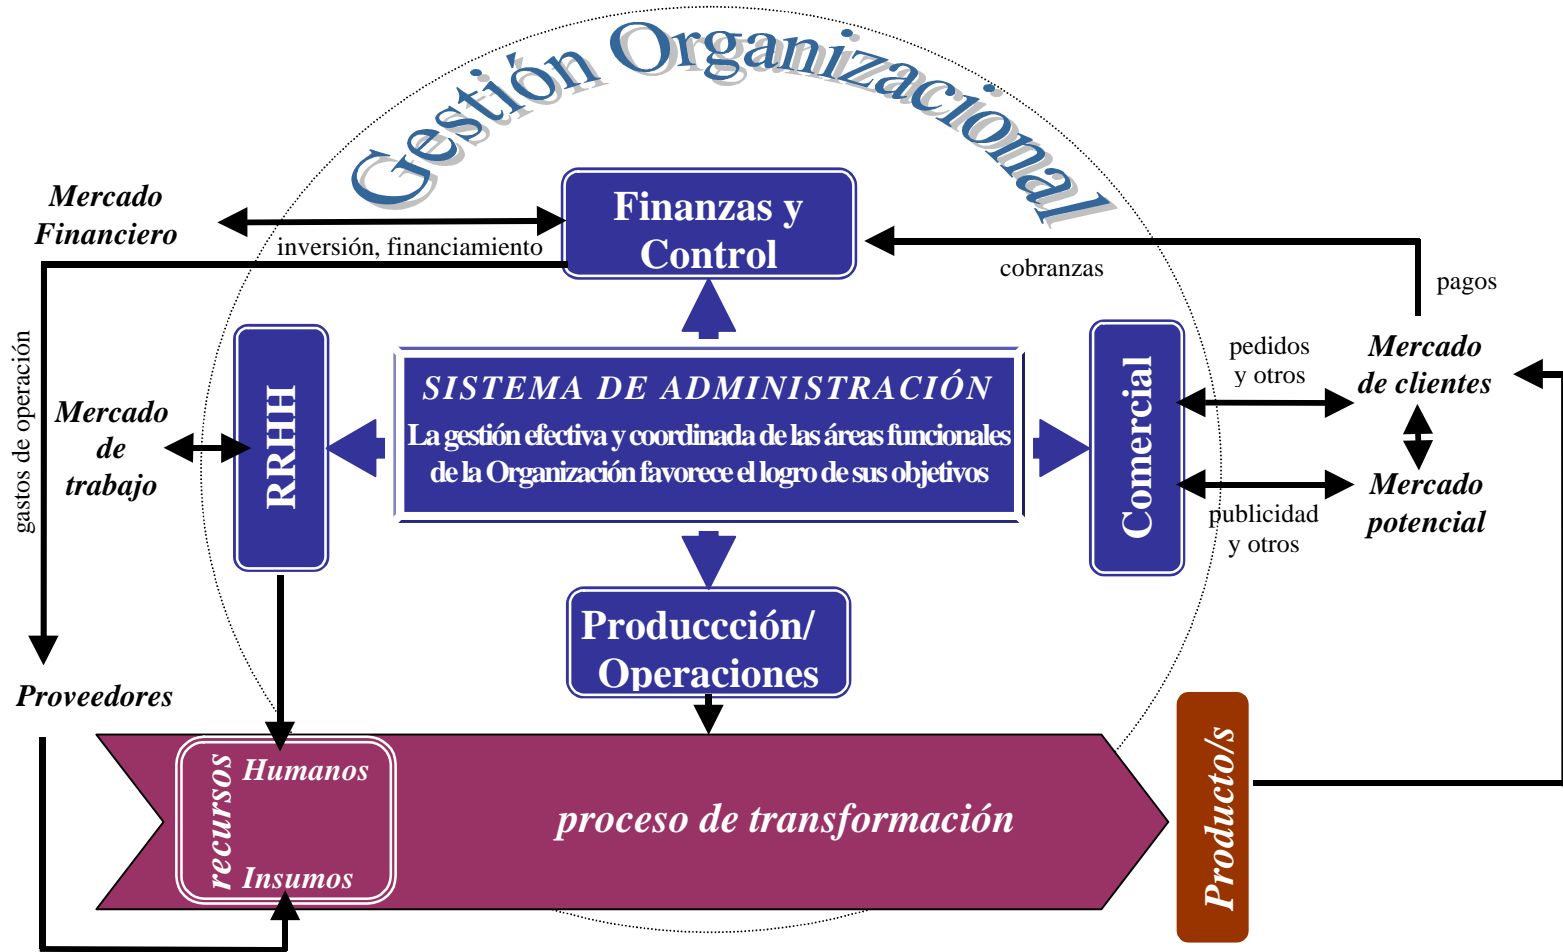 Gestión Organizacional
Mercado
Financiero
inversión, financiamiento
Finanzas y
Control
cobranzas
pagos
gastos de operación
Mercado
de
trabajo
RRHH
SISTEMA DE ADMINISTRACIÓN
La gestión efectiva y coordinada de las áreas funcionales
de la Organización favorece el logro de sus objetivos
Comercial
pedidos
y otros
Mercado
de clientes
publicidad
y otros
Mercado
potencial
Produccción/
Operaciones
Proveedores
recursos
Humanos
Insumos
proceso de transformación
Producto/s